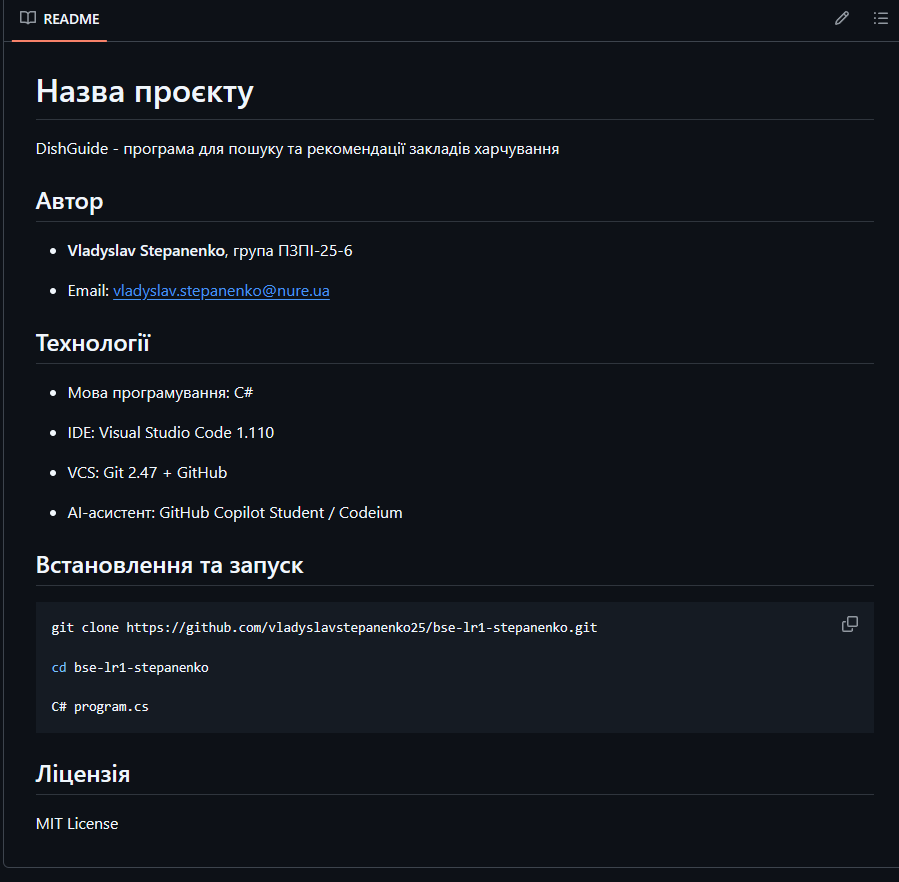 README
Назва проєкту
DishGuide - програма для пошуку та рекомендації закладів харчування
Автор
Vladyslav Stepanenko, група ПЗПІ-25-6
Email: vladyslav.stepanenko@nure.ua
Технології
Мова програмування: C#
IDE: Visual Studio Code 1.110
VCS: Git 2.47 + GitHub
AI-асистент: GitHub Copilot Student / Codeium
Встановлення та запуск
git clone https://github.com/vladyslavstepanenko25/bse-lr1-stepanenko.git
cd bse-lr1-stepanenko
C# program.cs
Ліцензія
MIT License